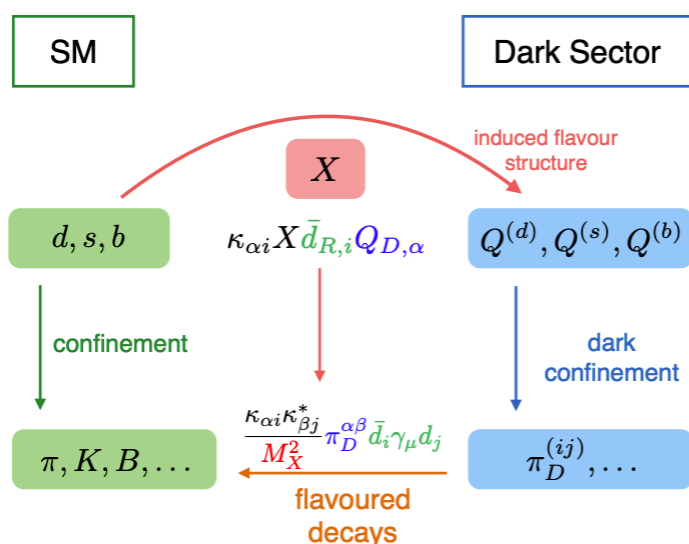 SM
Dark Sector
induced flavour
structure
X
d, s, b
κ_{αi} X d̄_{R,i} Q_{D,α}
Q^{(d)}, Q^{(s)}, Q^{(b)}
confinement
dark
confinement
κ_{αi} κ^*_{βj} / M_X^2 π_D^{αβ} d̄_i γ_μ d_j
π, K, B, …
π_D^{(ij)}, …
flavoured
decays